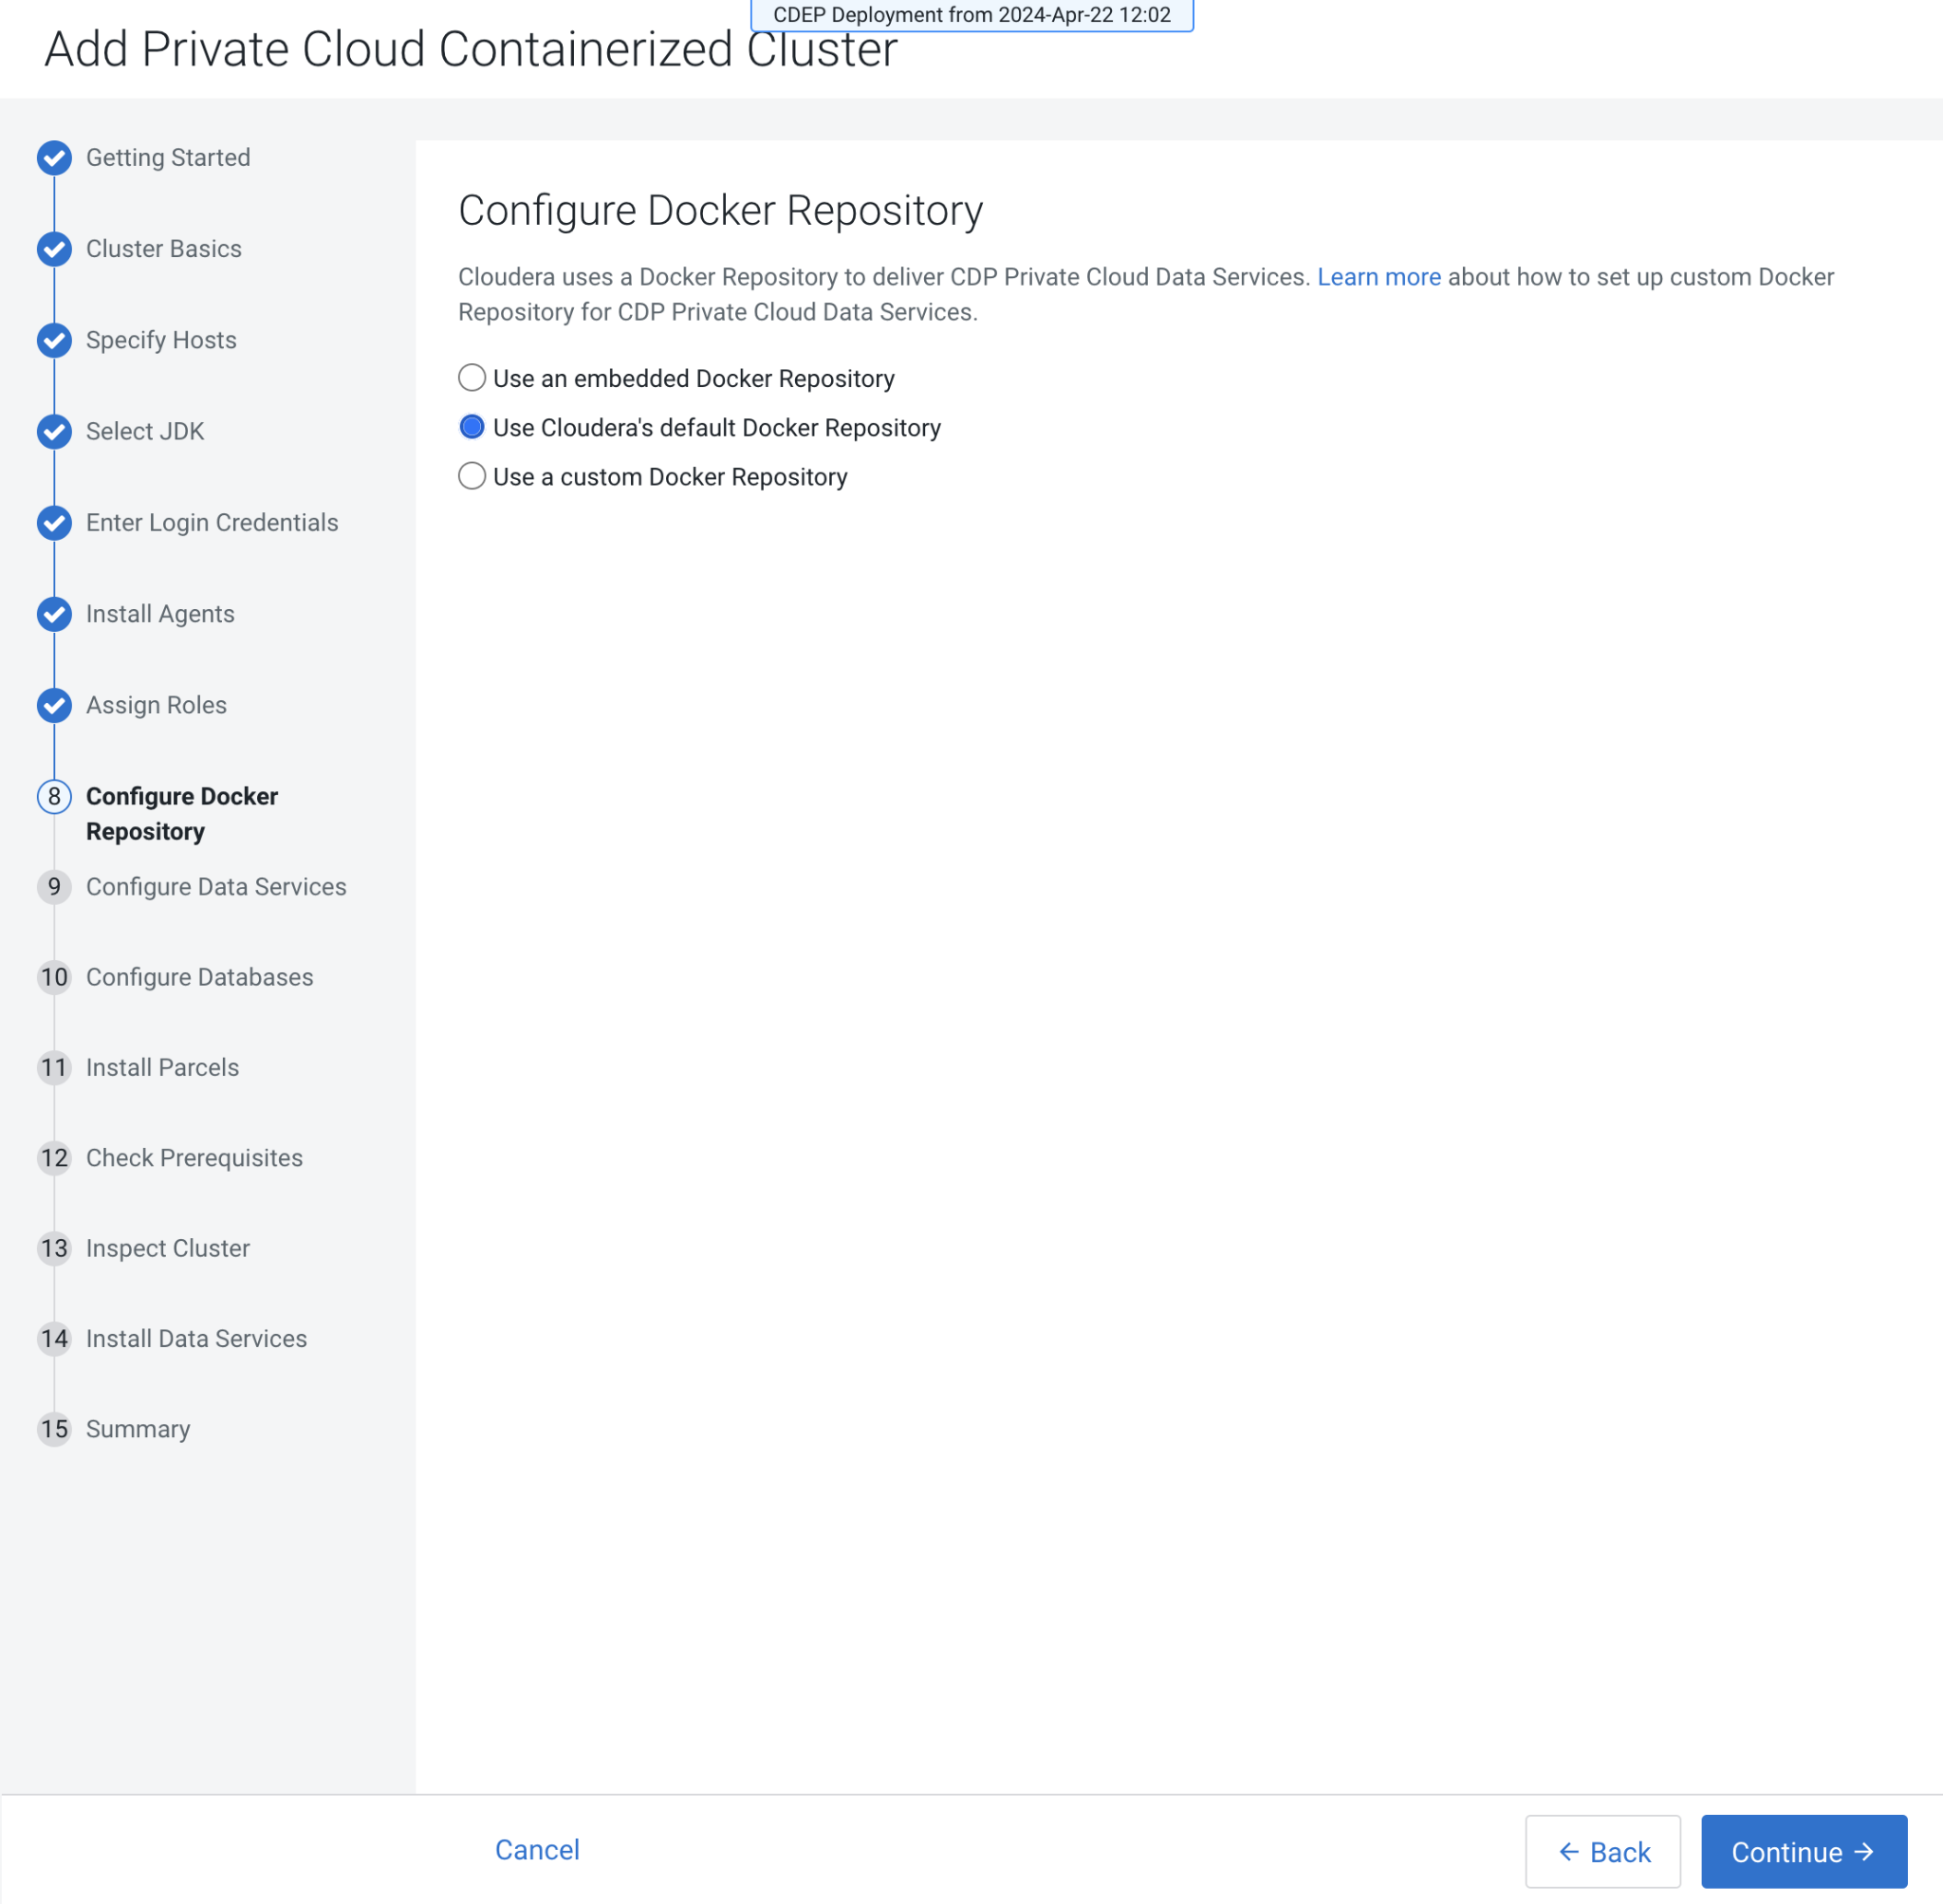 CDEP Deployment from 2024-Apr-22 12:02
Add Private Cloud Containerized Cluster
Getting Started
Cluster Basics
Specify Hosts
Select JDK
Enter Login Credentials
Install Agents
Assign Roles
8 Configure Docker
Repository
9 Configure Data Services
10 Configure Databases
11 Install Parcels
12 Check Prerequisites
13 Inspect Cluster
14 Install Data Services
15 Summary
Configure Docker Repository
Cloudera uses a Docker Repository to deliver CDP Private Cloud Data Services. Learn more about how to set up custom Docker
Repository for CDP Private Cloud Data Services.
Use an embedded Docker Repository
Use Cloudera's default Docker Repository
Use a custom Docker Repository
Cancel
← Back
Continue →